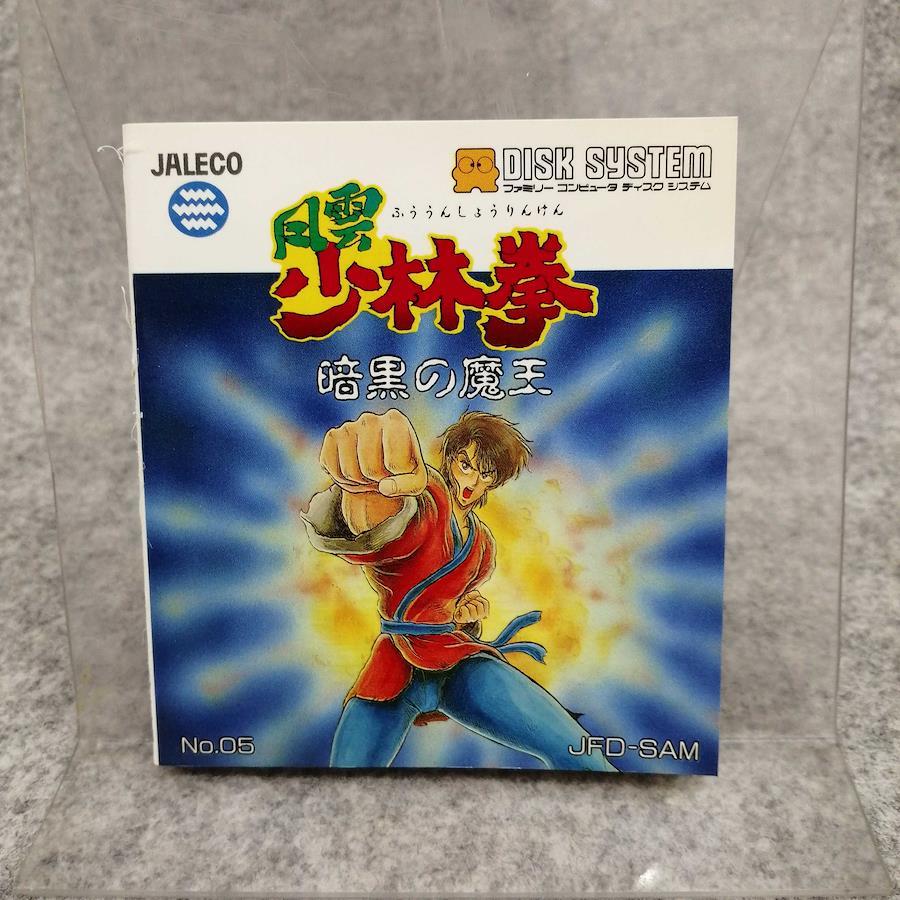 JALECO
DISK SYSTEM
ファミリー コンピュータ ディスク システム
ふううんしょうりんけん
風雲
少林拳
暗黒の魔王
No.05
JFD-SAM